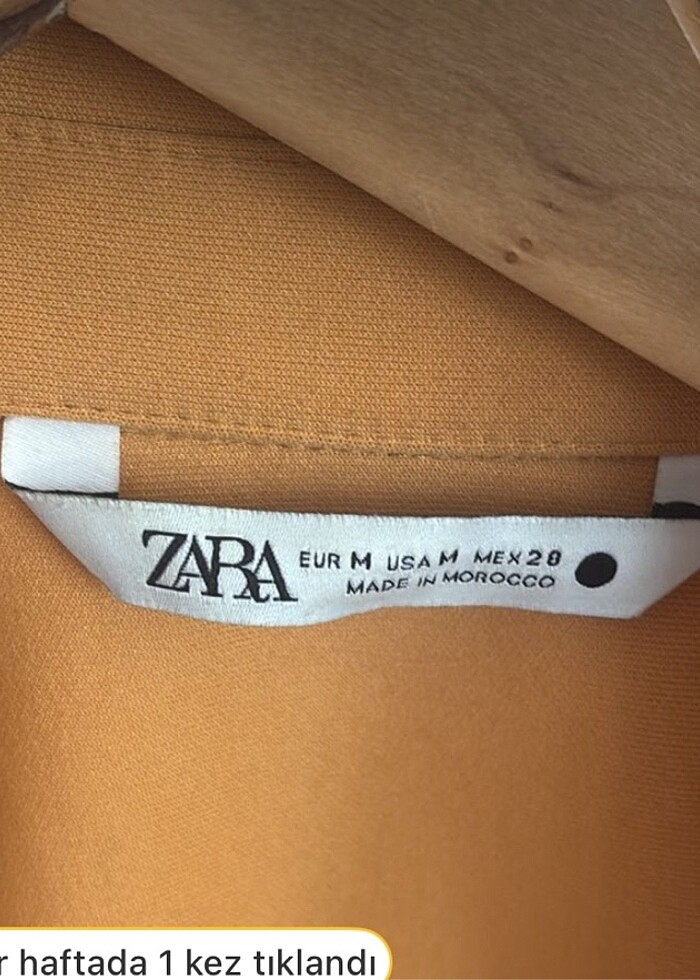 ZARA EUR M USA M MEX 28
MADE IN MOROCCO
haftada 1 kez tıklandı